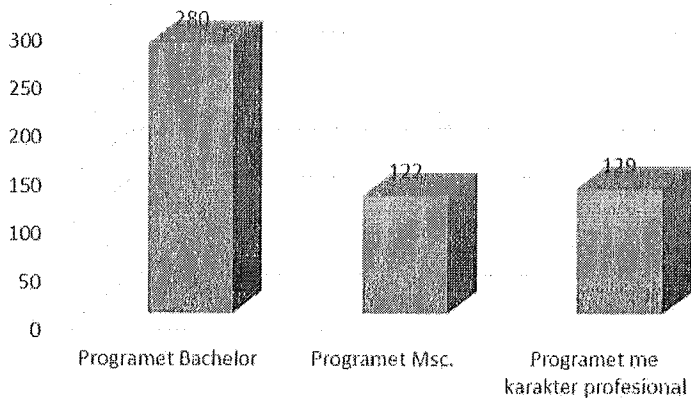 300
250
200
150
100
50
0
280
122
129
Programet Bachelor
Programet Msc.
Programet me
karakter profesional